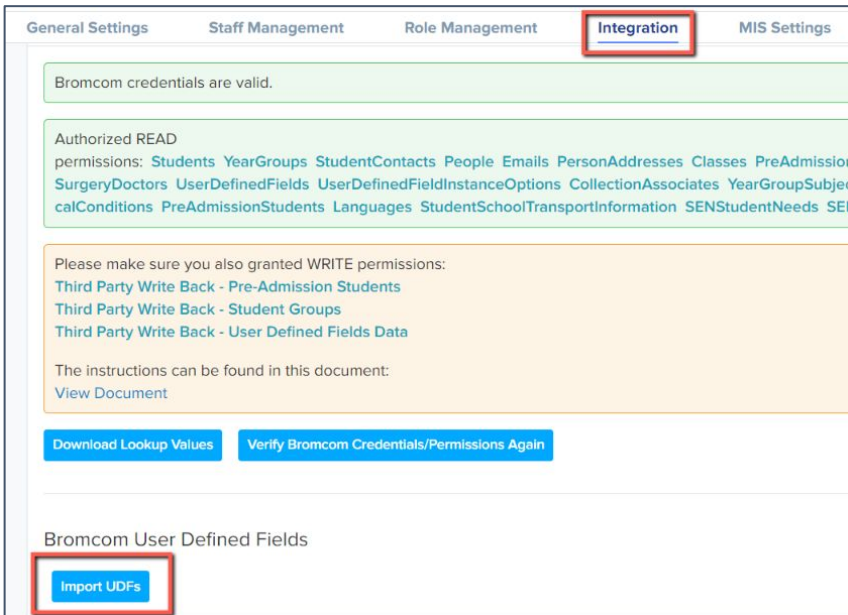 General Settings Staff Management Role Management Integration MIS Settings
Bromcom credentials are valid.
Authorized READ
permissions: Students YearGroups StudentContacts People Emails PersonAddresses Classes PreAdmission
SurgeryDoctors UserDefinedFields UserDefinedFieldInstanceOptions CollectionAssociates YearGroupSubje
calConditions PreAdmissionStudents Languages StudentSchoolTransportInformation SENStudentNeeds SE
Please make sure you also granted WRITE permissions:
Third Party Write Back - Pre-Admission Students
Third Party Write Back - Student Groups
Third Party Write Back - User Defined Fields Data
The instructions can be found in this document:
View Document
Download Lookup Values Verify Bromcom Credentials/Permissions Again
Bromcom User Defined Fields
Import UDFs